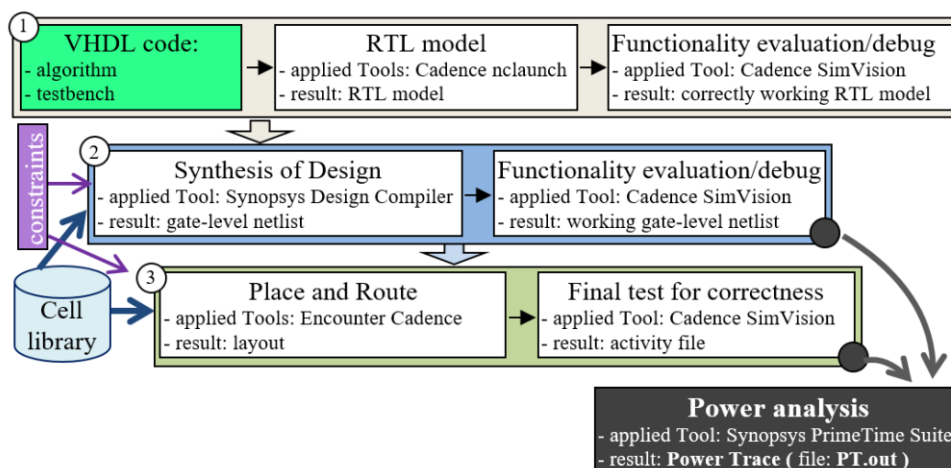 1
VHDL code:
- algorithm
- testbench
RTL model
- applied Tools: Cadence nclaunch
- result: RTL model
Functionality evaluation/debug
- applied Tool: Cadence SimVision
- result: correctly working RTL model
constraints
2
Synthesis of Design
- applied Tool: Synopsys Design Compiler
- result: gate-level netlist
Functionality evaluation/debug
- applied Tool: Cadence SimVision
- result: working gate-level netlist
Cell
library
3
Place and Route
- applied Tools: Encounter Cadence
- result: layout
Final test for correctness
- applied Tool: Cadence SimVision
- result: activity file
Power analysis
- applied Tool: Synopsys PrimeTime Suite
- result: Power Trace ( file: PT.out )